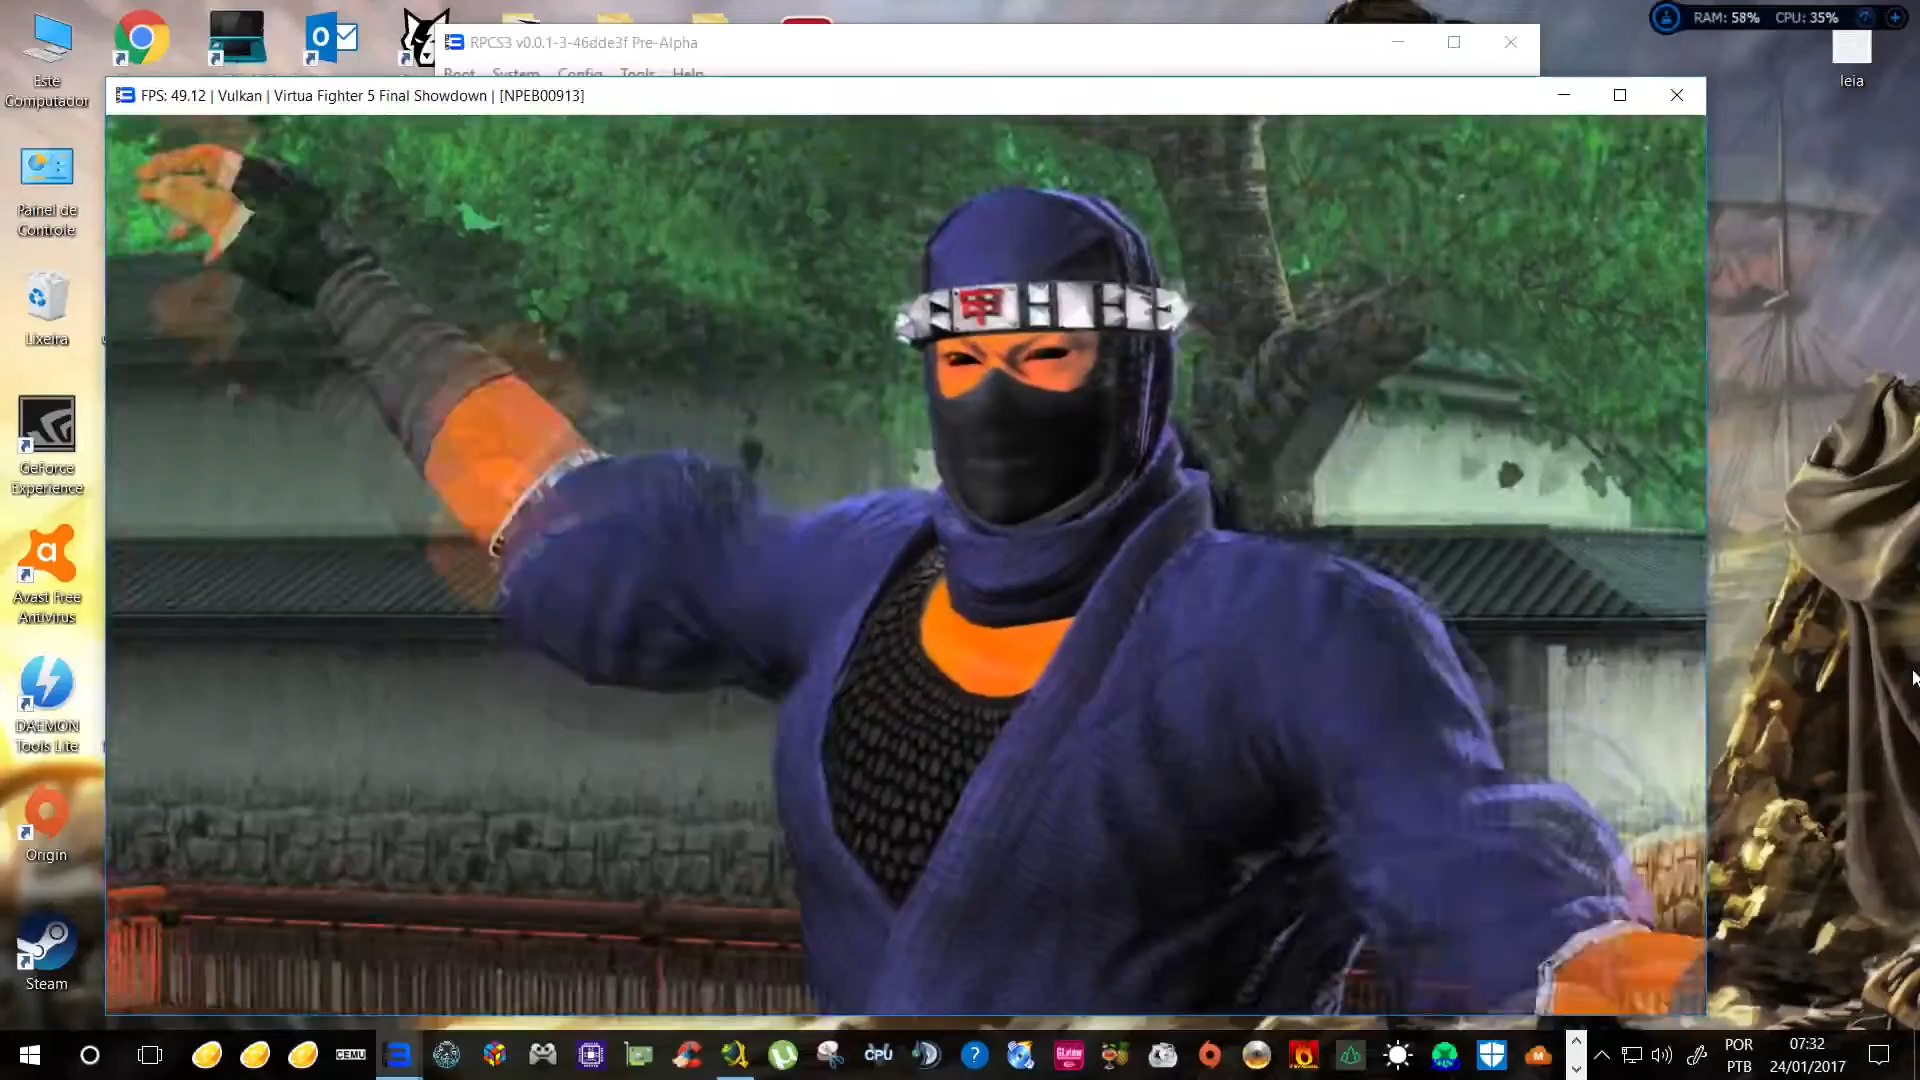 RAM: 58% CPU: 35%
RPCS3 v0.0.1-3-46dde3f Pre-Alpha
Boot System Config Tools Help
FPS: 49.12 | Vulkan | Virtua Fighter 5 Final Showdown | [NPEB00913]
Este
Computador
leia
Painel de
Controle
Lixeira
甲
GeForce
Experience
Avast Free
Antivirus
DAEMON
Tools Lite
Origin
Steam
CEMU
CPU
POR
PTB
07:32
24/01/2017